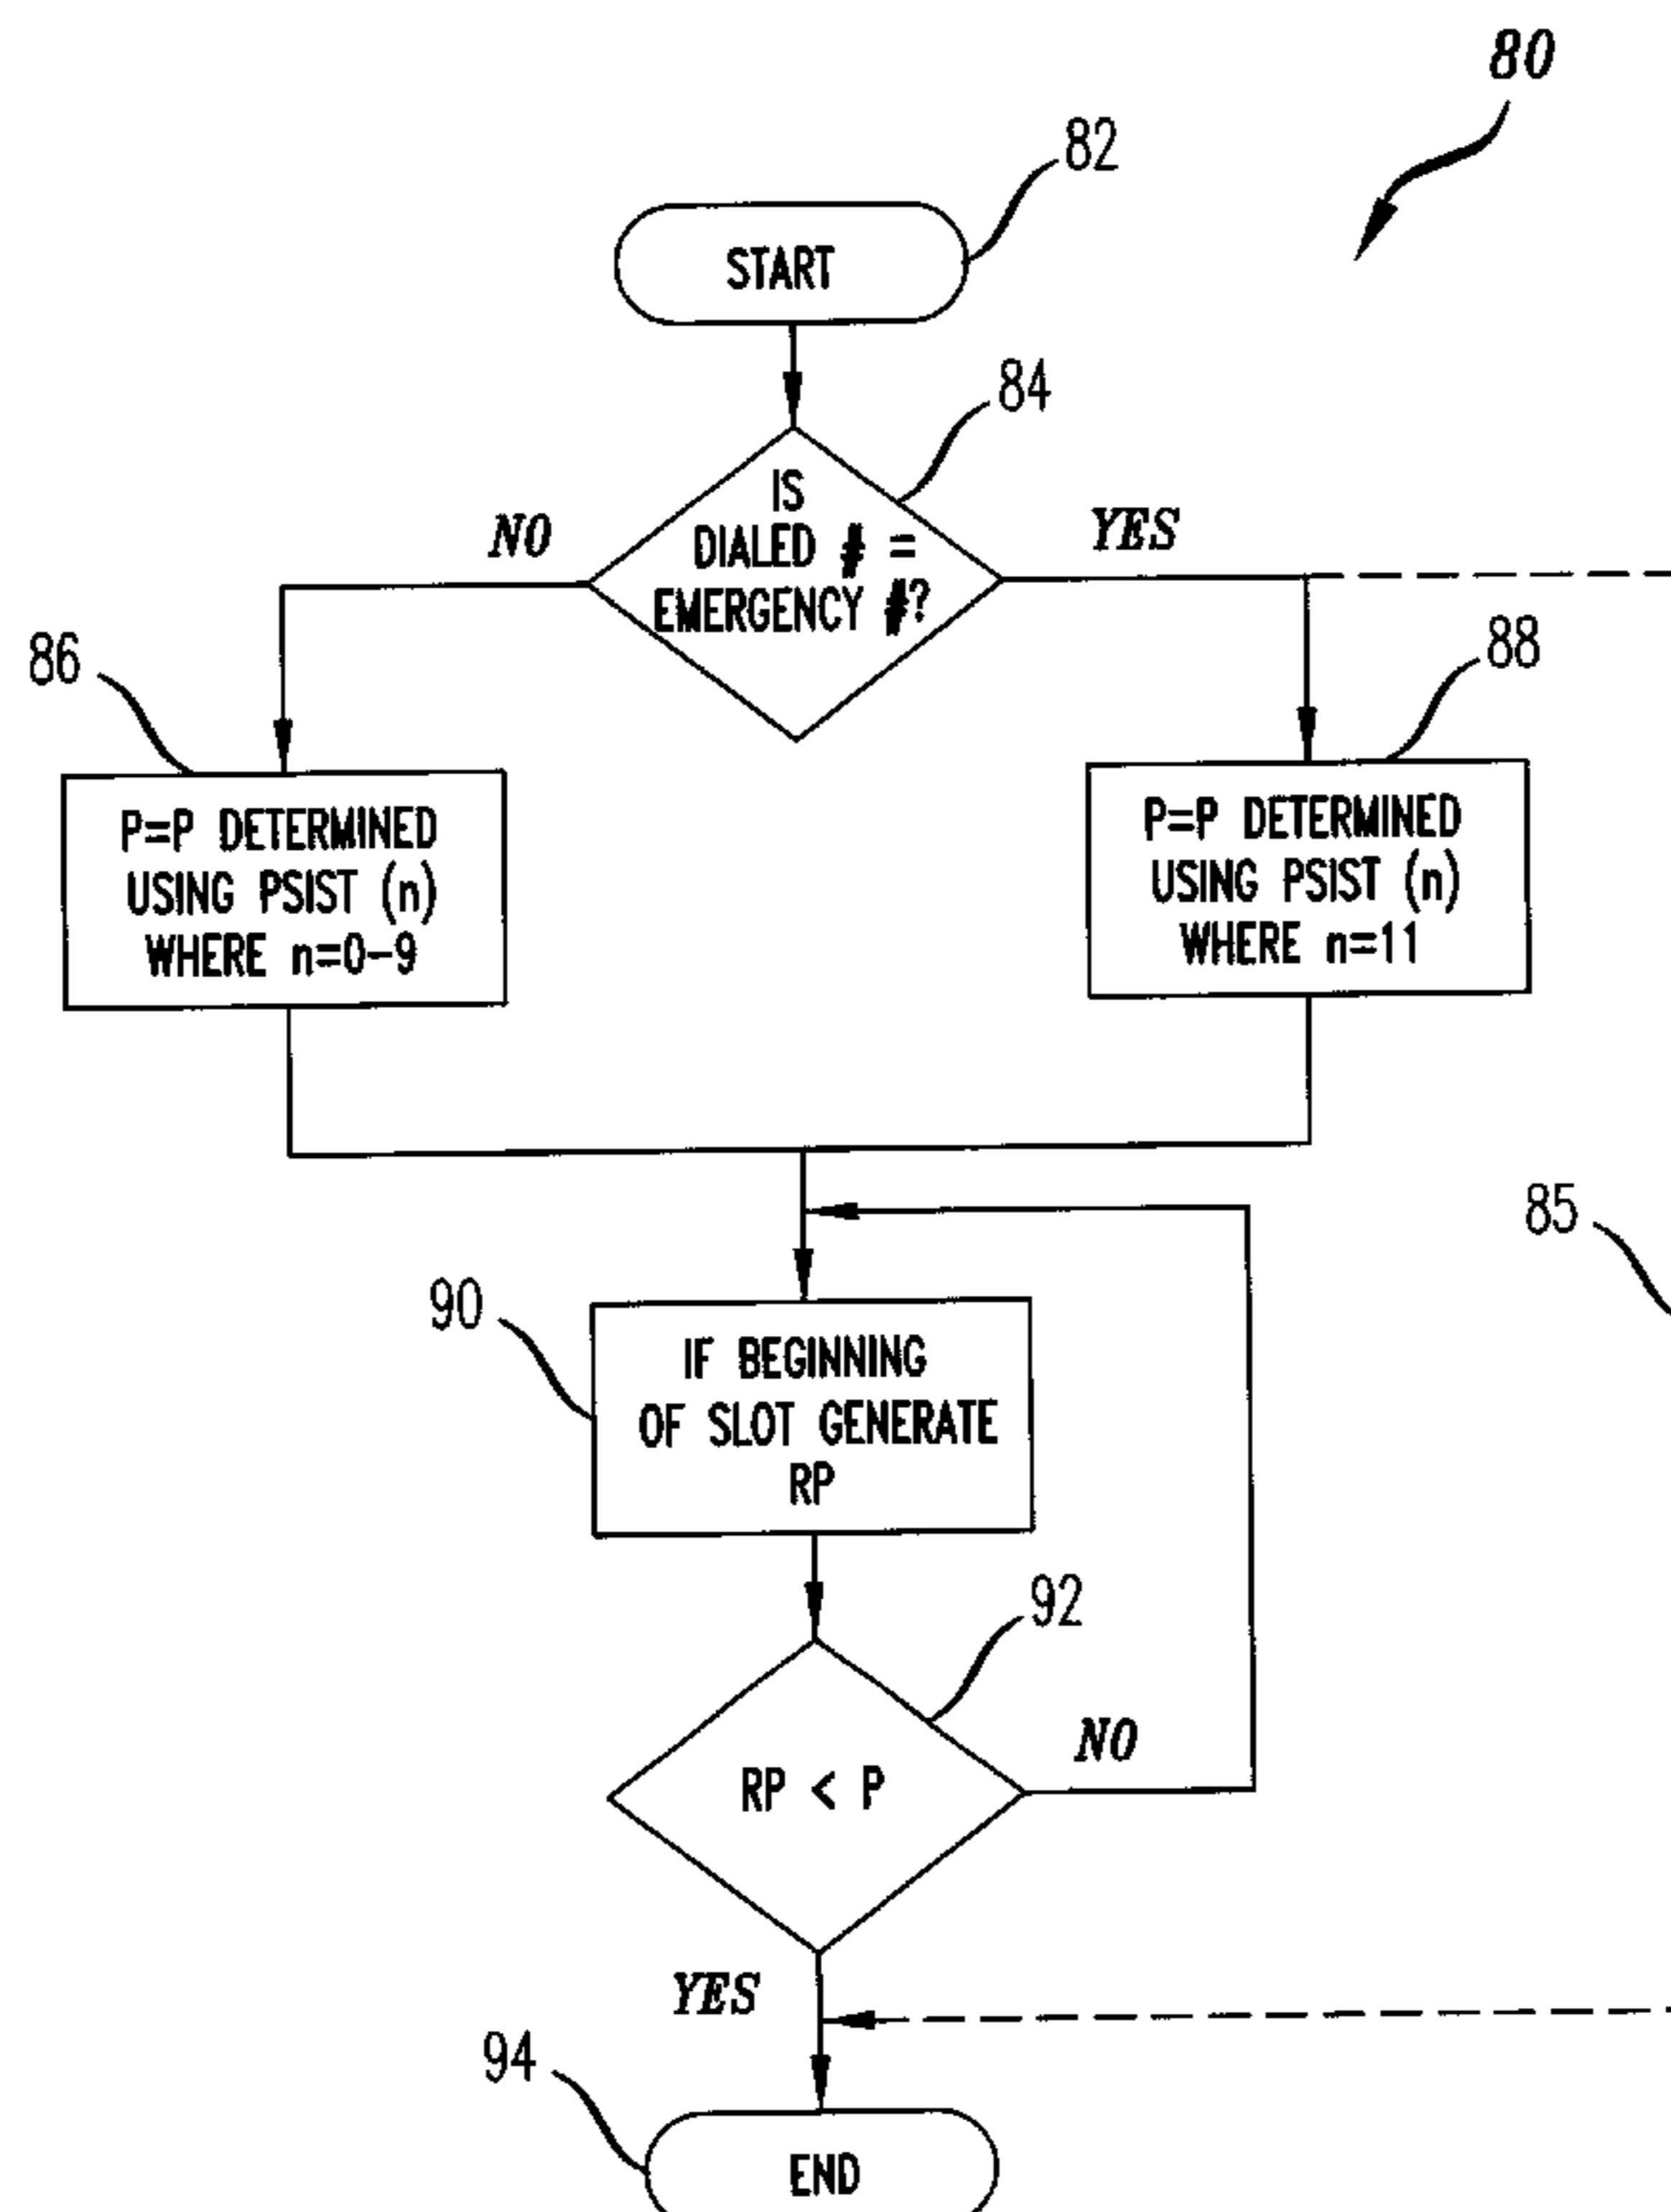 80
82
START
84
IS
DIALED # =
EMERGENCY #?
NO
YES
86
88
P=P DETERMINED
USING PSIST (n)
WHERE n=0-9
P=P DETERMINED
USING PSIST (n)
WHERE n=11
85
90
IF BEGINNING
OF SLOT GENERATE
RP
92
RP < P
NO
YES
94
END